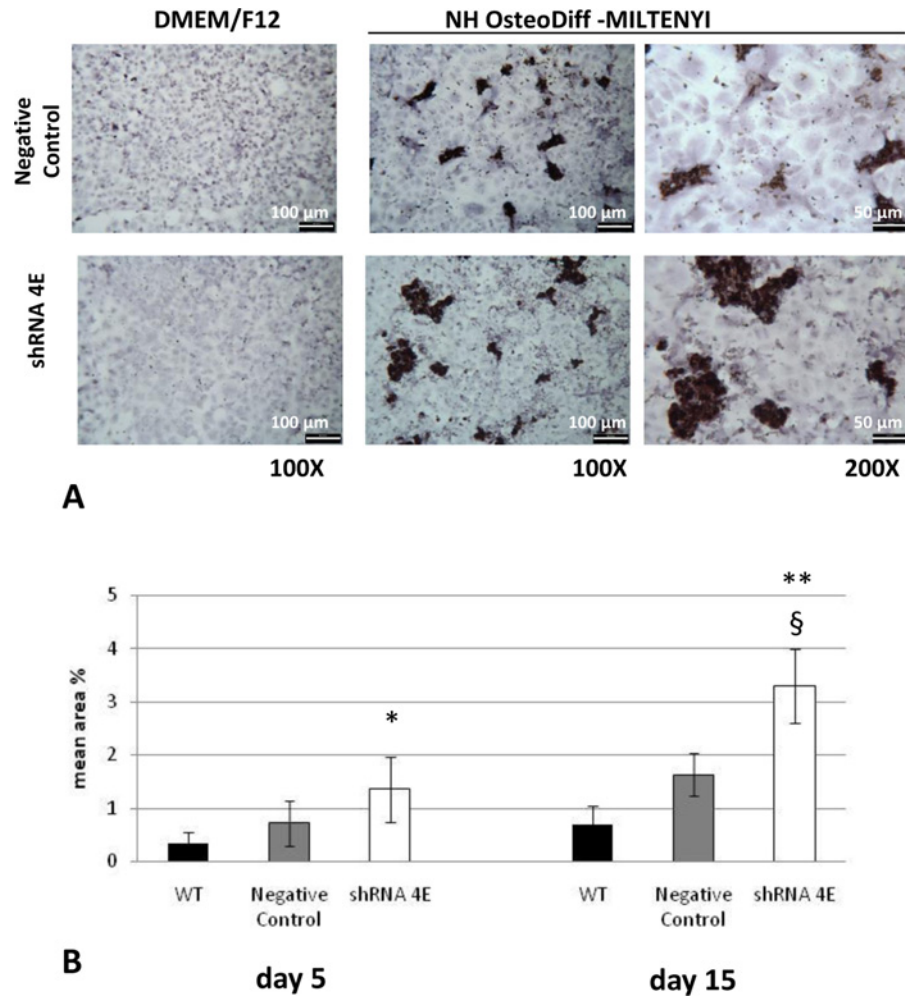 DMEM/F12
NH OsteoDiff -MILTENYI
Negative
Control
100 µm
100 µm
50 µm
shRNA 4E
100 µm
100 µm
50 µm
100X
100X
200X
A
5
4
3
2
1
0
mean area %
*
**
§
WT
Negative
Control
shRNA 4E
WT
Negative
Control
shRNA 4E
B
day 5
day 15